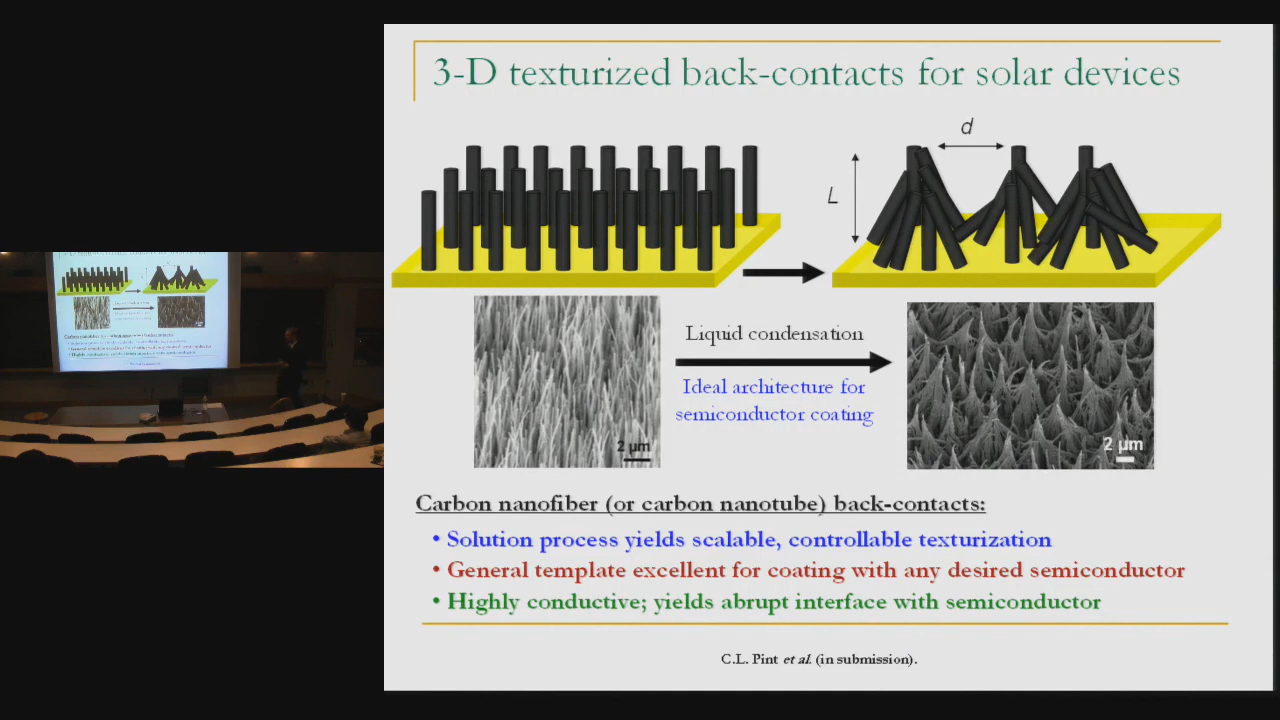 3-D texturized back-contacts for solar devices
d
L
Liquid condensation
Ideal architecture for
semiconductor coating
2 μm
2 μm
Carbon nanofiber (or carbon nanotube) back-contacts:
• Solution process yields scalable, controllable texturization
• General template excellent for coating with any desired semiconductor
• Highly conductive; yields abrupt interface with semiconductor
C.L. Pint et al. (in submission).